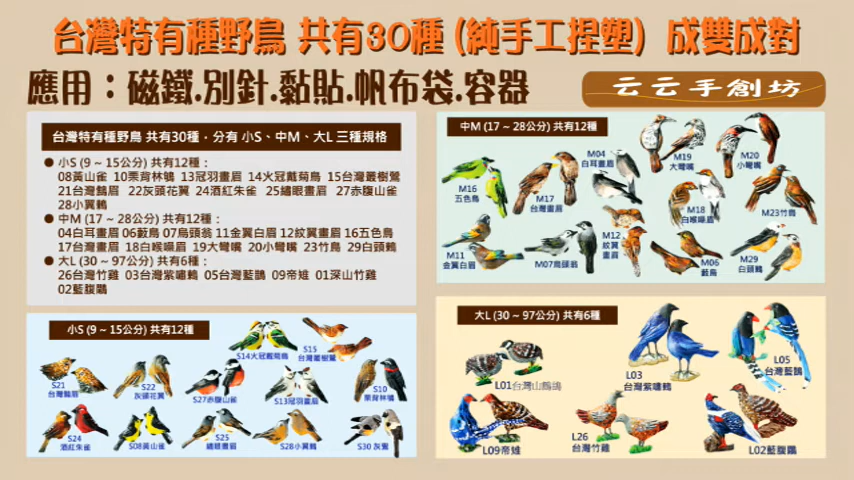 台灣特有種野鳥 共有30種 (純手工捏塑) 成雙成對
應用：磁鐵.別針.黏貼.帆布袋.容器
云云手創坊
台灣特有種野鳥 共有30種，分有 小S、中M、大L 三種規格
● 小S (9 ~ 15公分) 共有12種：
08黃山雀 10栗背林鴝 13冠羽畫眉 14火冠戴菊鳥 15台灣叢樹鶯
21台灣鷦眉 22灰頭花翼 24酒紅朱雀 25繡眼畫眉 27赤腹山雀
28小翼鶇
● 中M (17 ~ 28公分) 共有12種：
04白耳畫眉 06藪鳥 07烏頭翁 11金翼白眉 12紋翼畫眉 16五色鳥
17台灣畫眉 18白喉噪眉 19大彎嘴 20小彎嘴 23竹鳥 29白頭鶇
● 大L (30 ~ 97公分) 共有6種：
26台灣竹雞 03台灣紫嘯鶇 05台灣藍鵲 09帝雉 01深山竹雞
02藍腹鷴
小S (9 ~ 15公分) 共有12種
S14火冠戴菊鳥
S15
台灣叢樹鶯
S21
台灣鷦眉
S22
灰頭花翼
S27赤腹山雀
S13冠羽畫眉
S10
栗背林鴝
S24
酒紅朱雀
S08黃山雀
S25
繡眼畫眉
S28小翼鶇
S30 灰鷽
中M (17 ~ 28公分) 共有12種
M16
五色鳥
M17
台灣畫眉
M04
白耳畫眉
M19
大彎嘴
M20
小彎嘴
M18
白喉噪眉
M23竹鳥
M11
金翼白眉
M07烏頭翁
M12
紋翼
畫眉
M06
藪鳥
M29
白頭鶇
大L (30 ~ 97公分) 共有6種
L01台灣山鷓鴣
L03
台灣紫嘯鶇
L05
台灣藍鵲
L09帝雉
L26
台灣竹雞
L02藍腹鷴